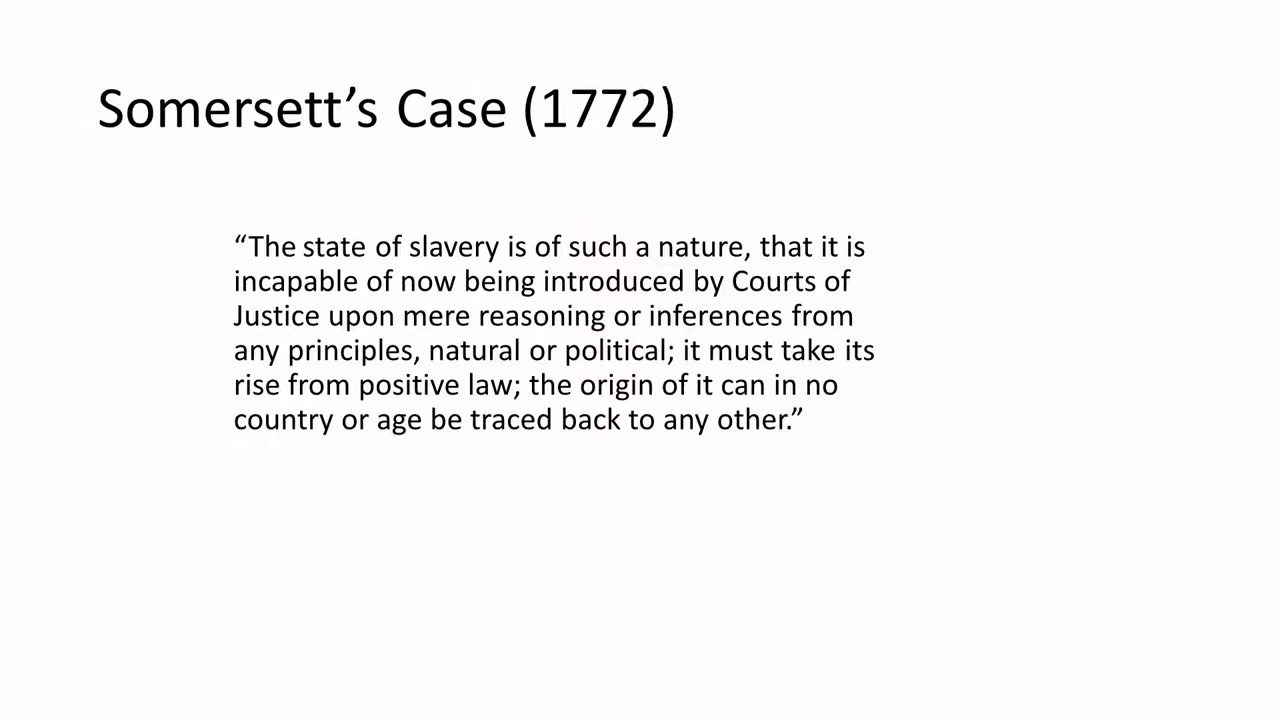 Somersett’s Case (1772)
“The state of slavery is of such a nature, that it is
incapable of now being introduced by Courts of
Justice upon mere reasoning or inferences from
any principles, natural or political; it must take its
rise from positive law; the origin of it can in no
country or age be traced back to any other.”